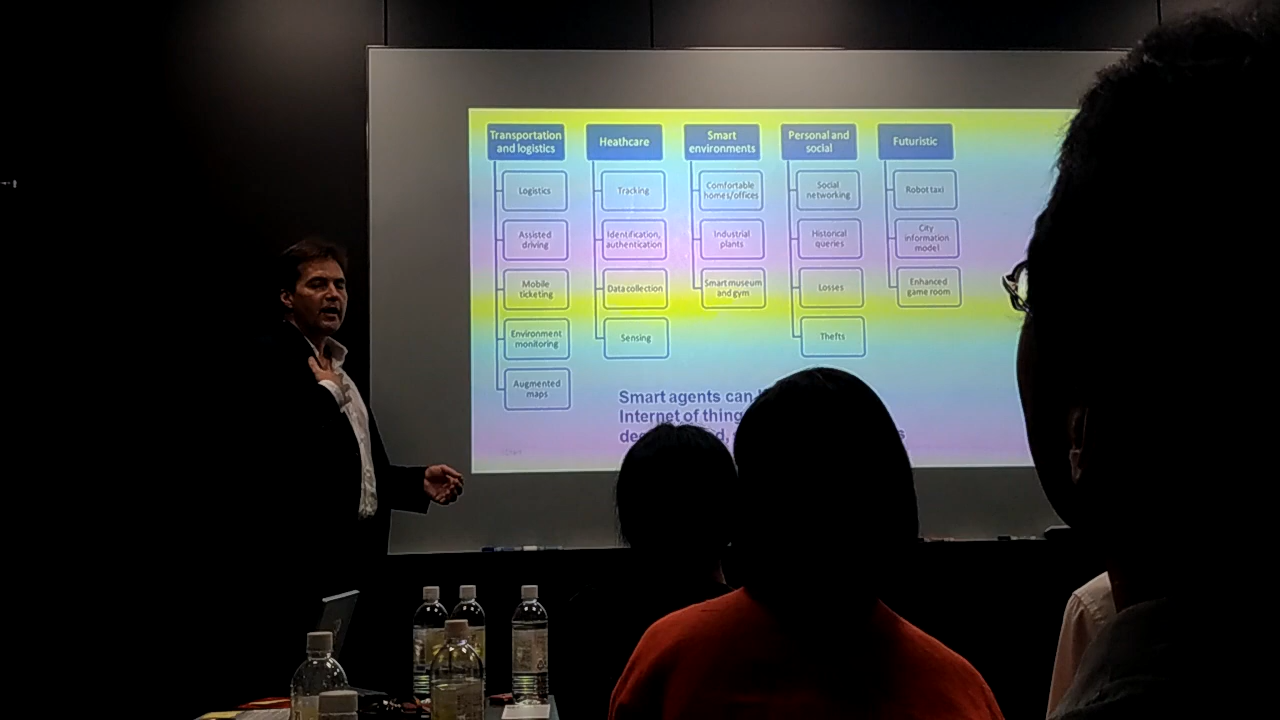 Transportation
and logistics
Logistics
Assisted
driving
Mobile
ticketing
Environment
monitoring
Augmented
maps
Heathcare
Tracking
Identification,
authentication
Data collection
Sensing
Smart
environments
Comfortable
homes/offices
Industrial
plants
Smart museum
and gym
Personal and
social
Social
networking
Historical
queries
Losses
Thefts
Futuristic
Robot taxi
City
information
model
Enhanced
game room
Smart agents can
Internet of